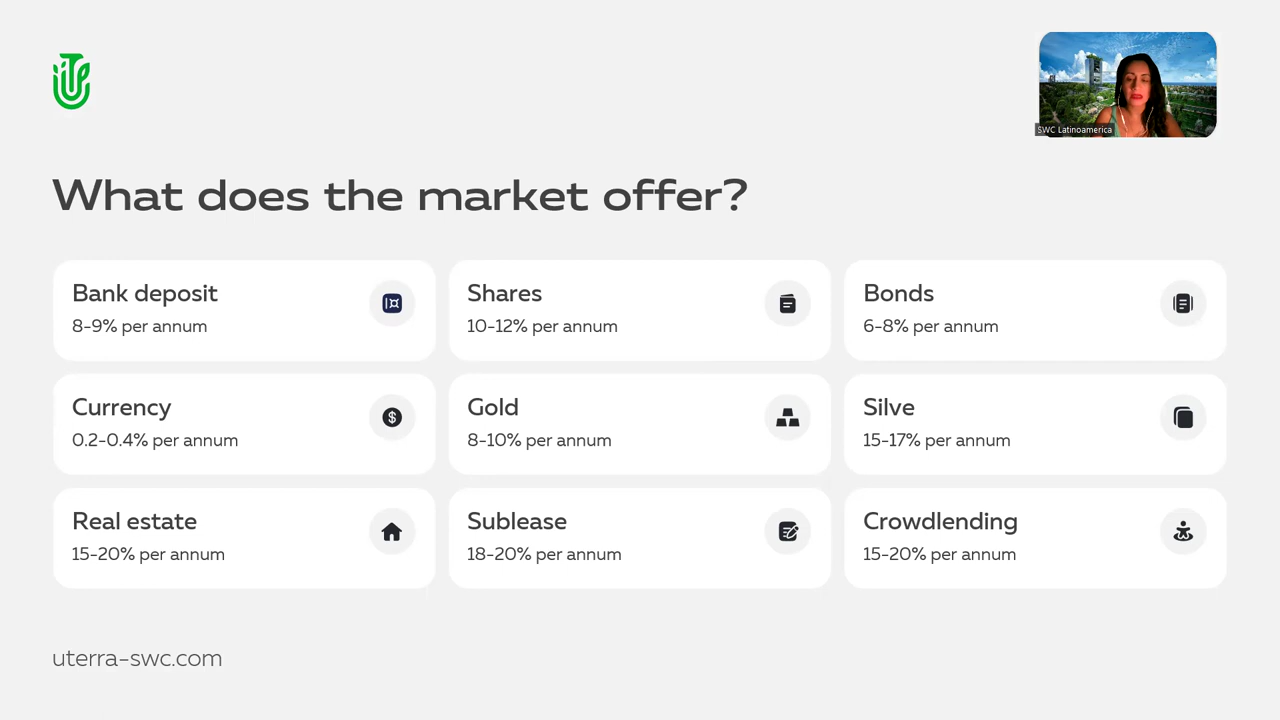 SWC Latinoamerica
What does the market offer?
Bank deposit
8-9% per annum
Shares
10-12% per annum
Bonds
6-8% per annum
Currency
0.2-0.4% per annum
Gold
8-10% per annum
Silve
15-17% per annum
Real estate
15-20% per annum
Sublease
18-20% per annum
Crowdlending
15-20% per annum
uterra-swc.com